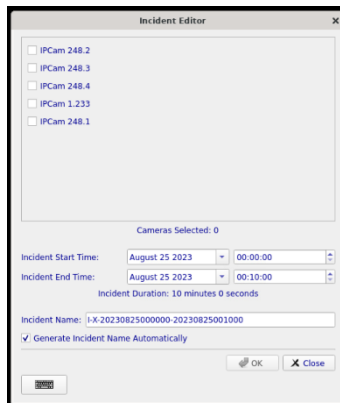 Incident Editor
IPCam 248.2
IPCam 248.3
IPCam 248.4
IPCam 1.233
IPCam 248.1
Cameras Selected: 0
Incident Start Time: August 25 2023 00:00:00
Incident End Time: August 25 2023 00:10:00
Incident Duration: 10 minutes 0 seconds
Incident Name: I-X-20230825000000-20230825001000
Generate Incident Name Automatically
OK X Close